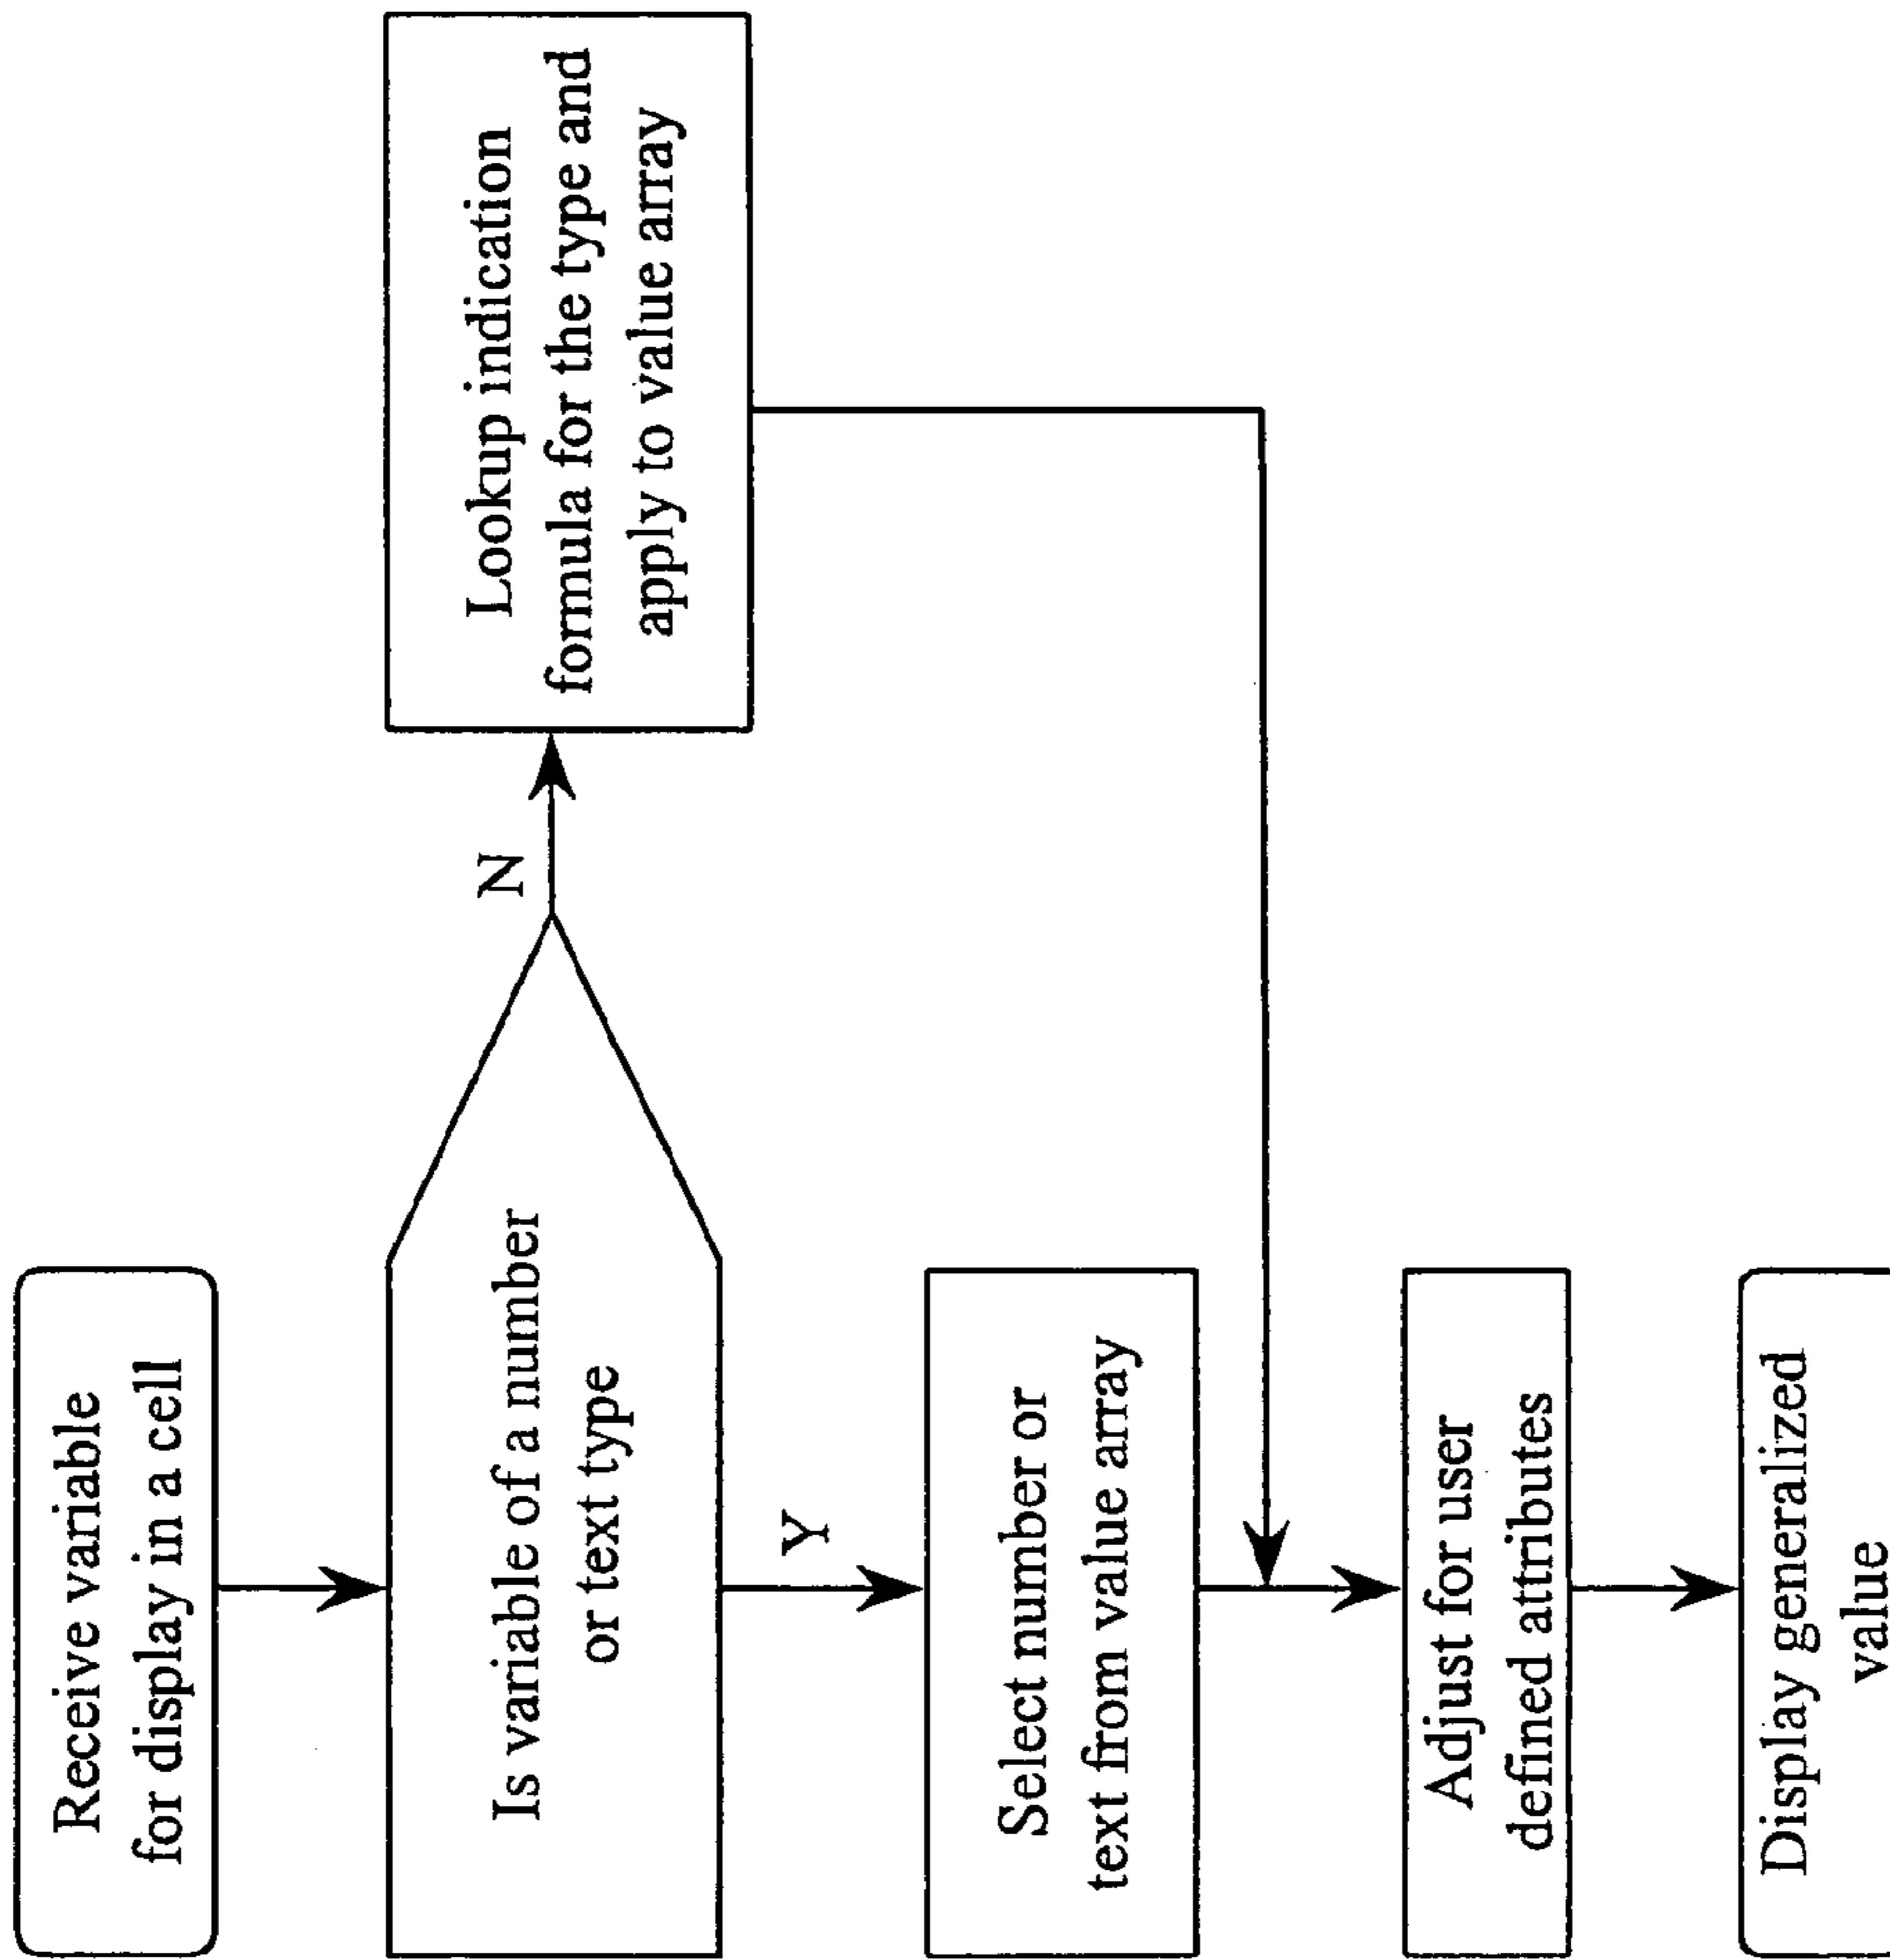 Receive variable
for display in a cell
Is variable of a number
or text type
N
Lookup indication
formula for the type and
apply to value array
Y
Select number or
text from value array
Adjust for user
defined attributes
Display generalized
value